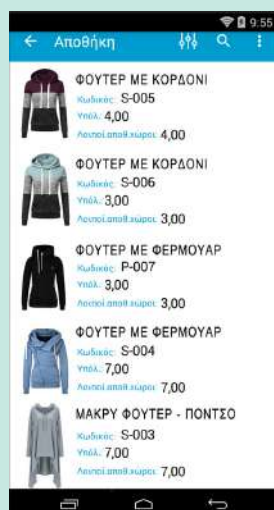 9:55
Αποθήκη
ΦΟΥΤΕΡ ΜΕ ΚΟΡΔΟΝΙ
Κωδικός: S-005
Υπόλ.: 4,00
Λοιποί αποθ.χώροι: 4,00
ΦΟΥΤΕΡ ΜΕ ΚΟΡΔΟΝΙ
Κωδικός: S-006
Υπόλ.: 3,00
Λοιποί αποθ.χώροι: 3,00
ΦΟΥΤΕΡ ΜΕ ΦΕΡΜΟΥΑΡ
Κωδικός: P-007
Υπόλ.: 3,00
Λοιποί αποθ.χώροι: 3,00
ΦΟΥΤΕΡ ΜΕ ΦΕΡΜΟΥΑΡ
Κωδικός: S-004
Υπόλ.: 7,00
Λοιποί αποθ.χώροι: 7,00
ΜΑΚΡΥ ΦΟΥΤΕΡ - ΠΟΝΤΣΟ
Κωδικός: S-003
Υπόλ.: 7,00
Λοιποί αποθ.χώροι: 7,00